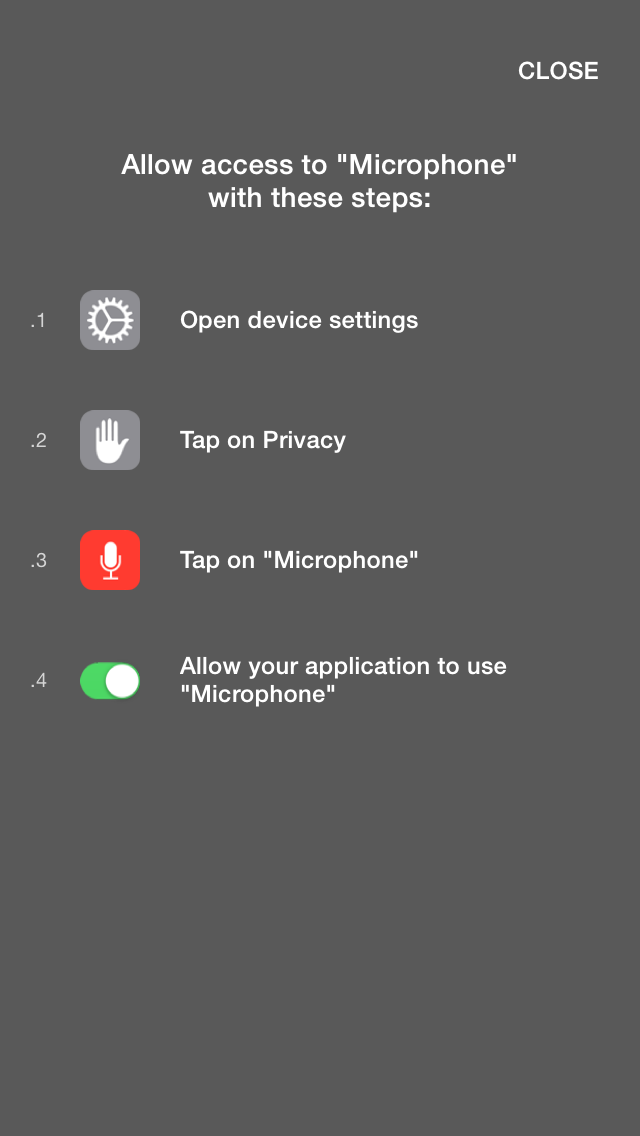 CLOSE
Allow access to "Microphone"
with these steps:
.1 Open device settings
.2 Tap on Privacy
.3 Tap on "Microphone"
.4 Allow your application to use
"Microphone"